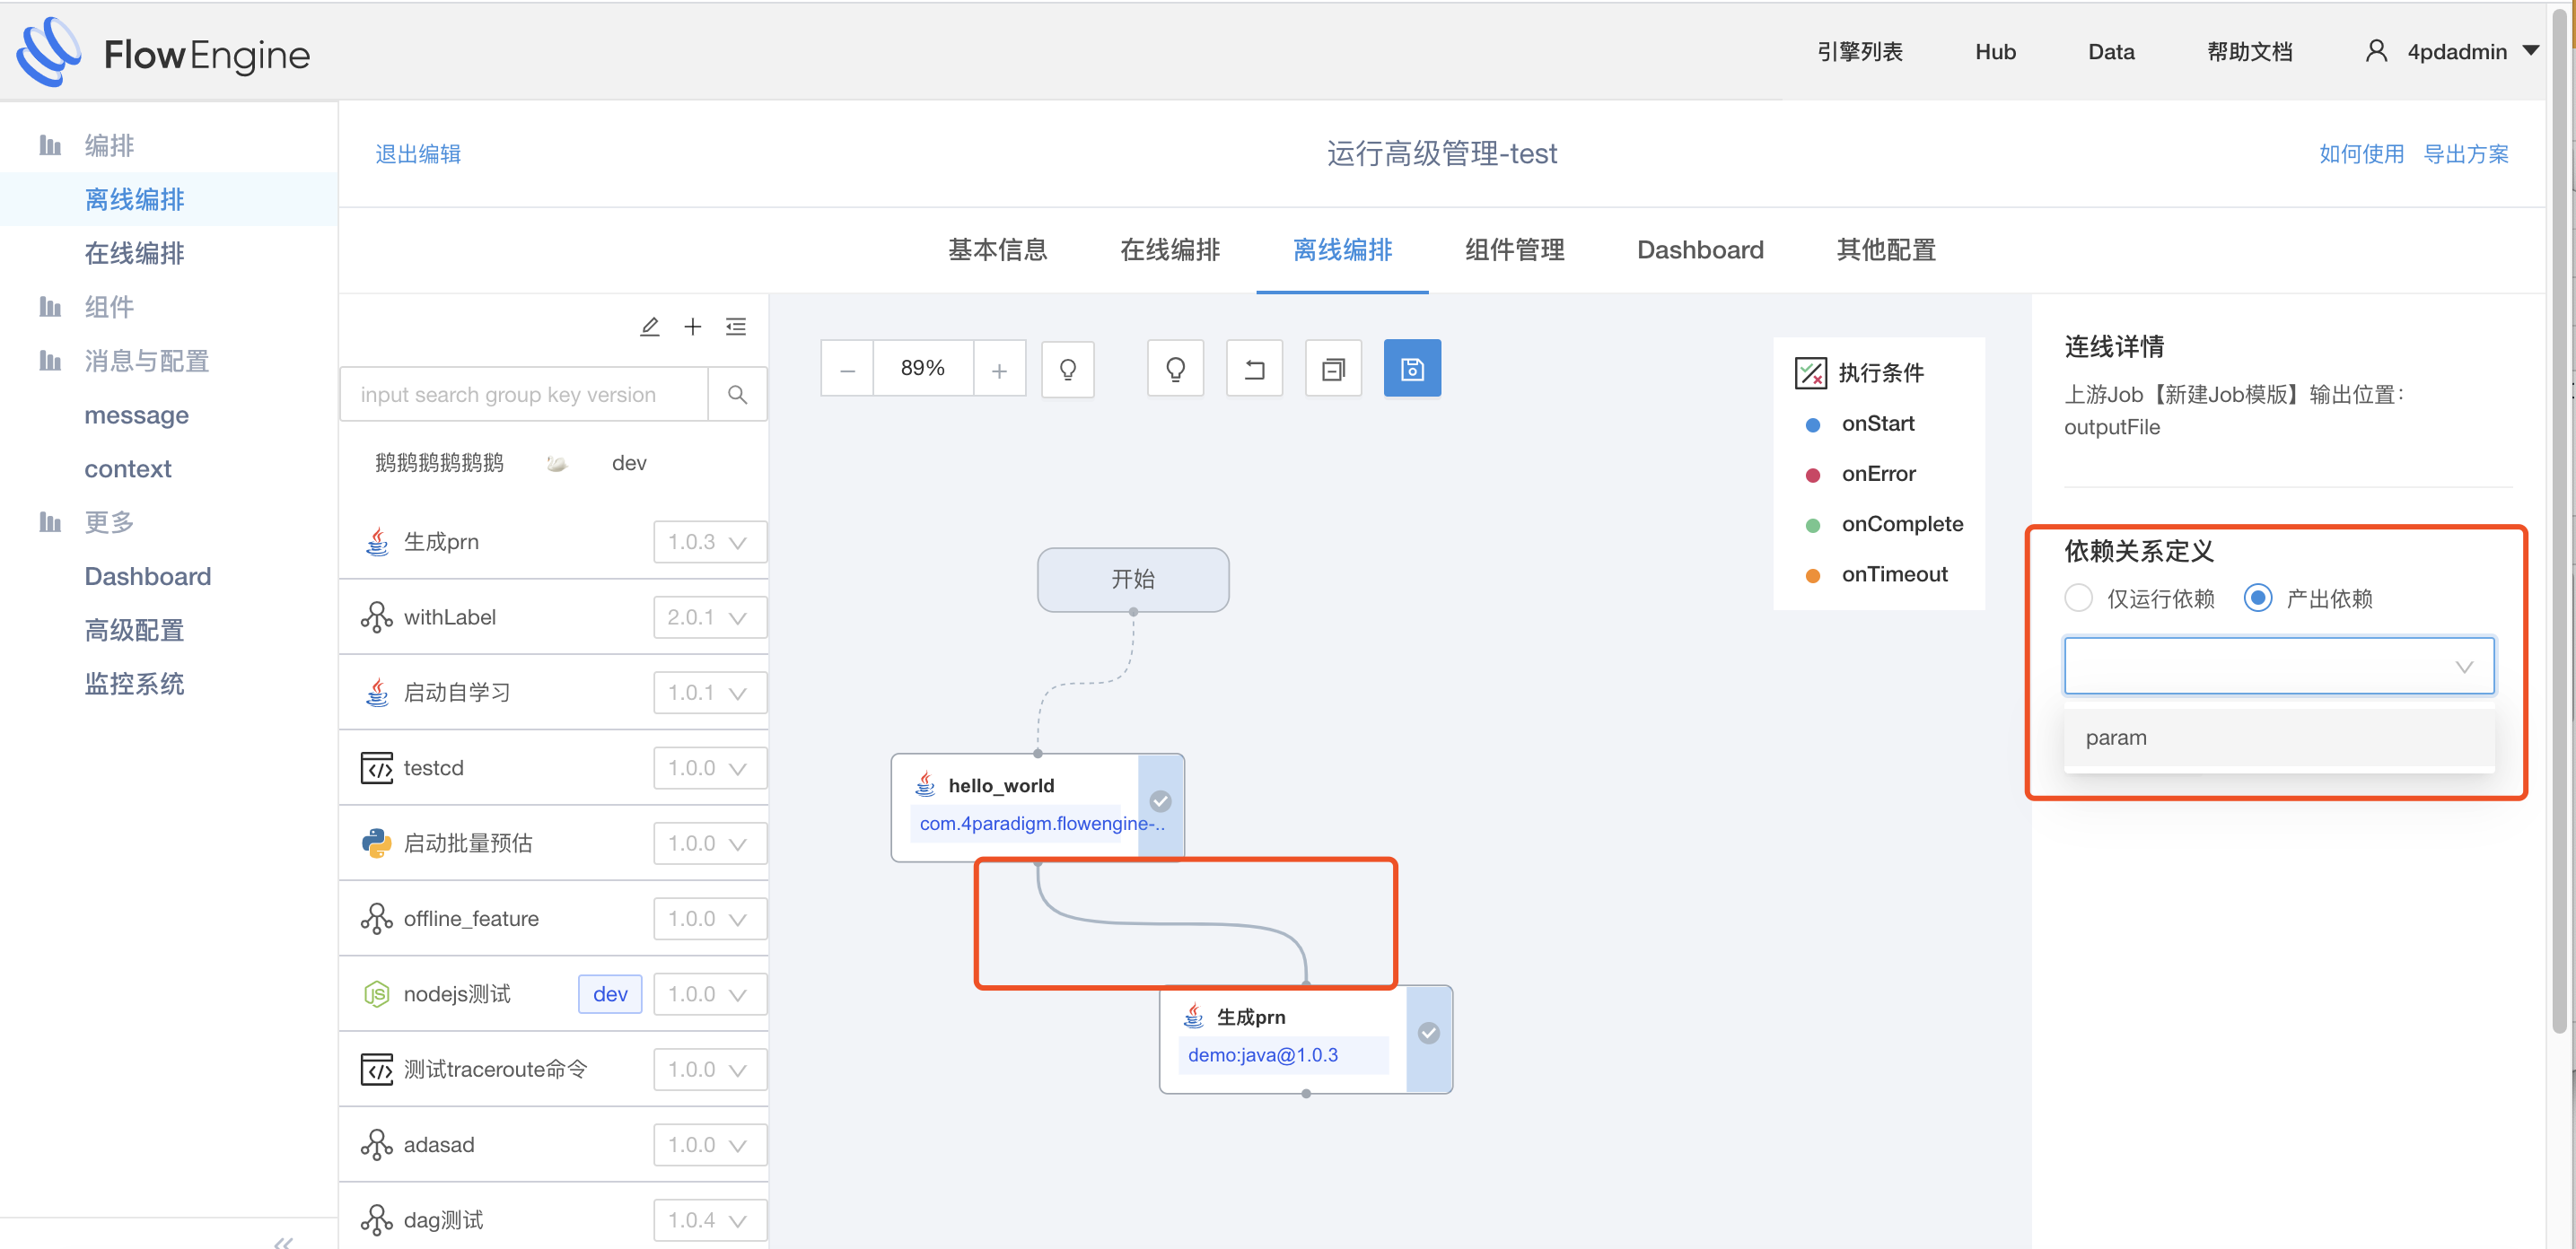 FlowEngine
引擎列表
Hub
Data
帮助文档
4pdadmin
编排
离线编排
在线编排
组件
消息与配置
message
context
更多
Dashboard
高级配置
监控系统
退出编辑
运行高级管理-test
如何使用
导出方案
基本信息
在线编排
离线编排
组件管理
Dashboard
其他配置
input search group key version
鹅鹅鹅鹅鹅鹅
dev
生成prn
1.0.3
withLabel
2.0.1
启动自学习
1.0.1
testcd
1.0.0
启动批量预估
1.0.0
offline_feature
1.0.0
nodejs测试
dev
1.0.0
测试traceroute命令
1.0.0
adasad
1.0.0
dag测试
1.0.4
89%
执行条件
onStart
onError
onComplete
onTimeout
开始
hello_world
com.4paradigm.flowengine-..
生成prn
demo:java@1.0.3
连线详情
上游Job【新建Job模版】输出位置：
outputFile
依赖关系定义
仅运行依赖
产出依赖
param